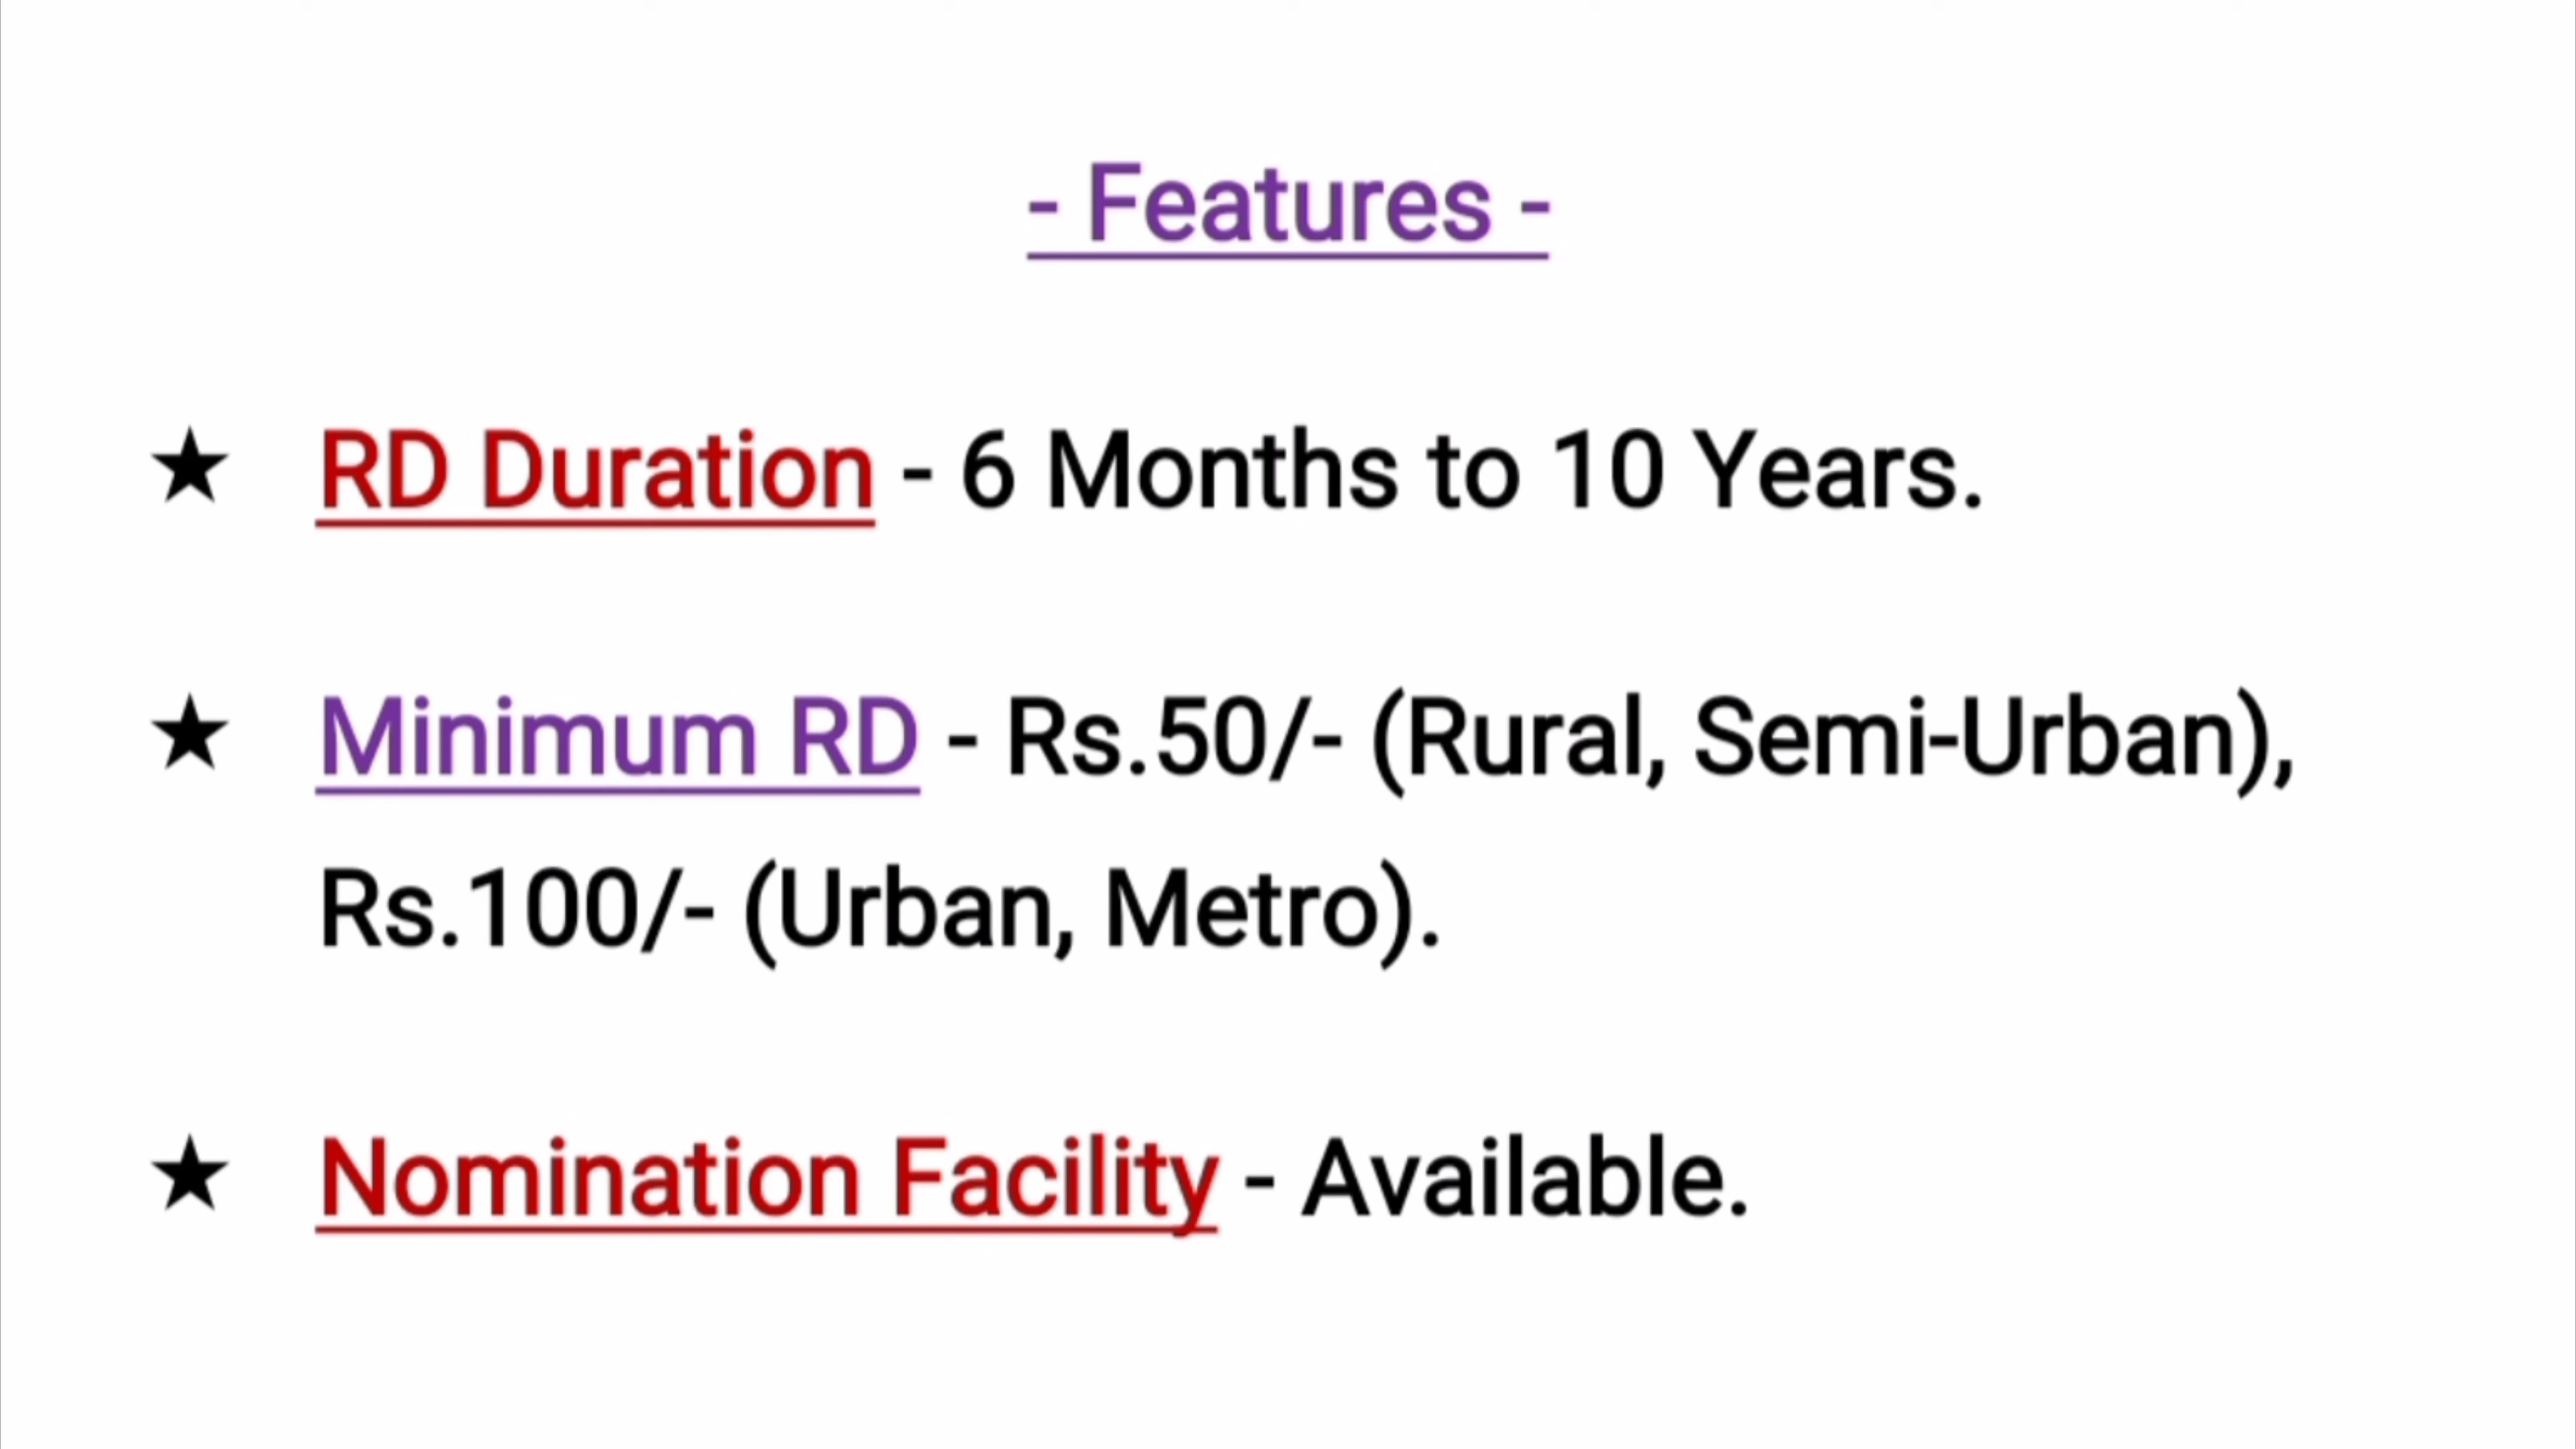 - Features -
★ RD Duration - 6 Months to 10 Years.
★ Minimum RD - Rs.50/- (Rural, Semi-Urban),
Rs.100/- (Urban, Metro).
★ Nomination Facility - Available.